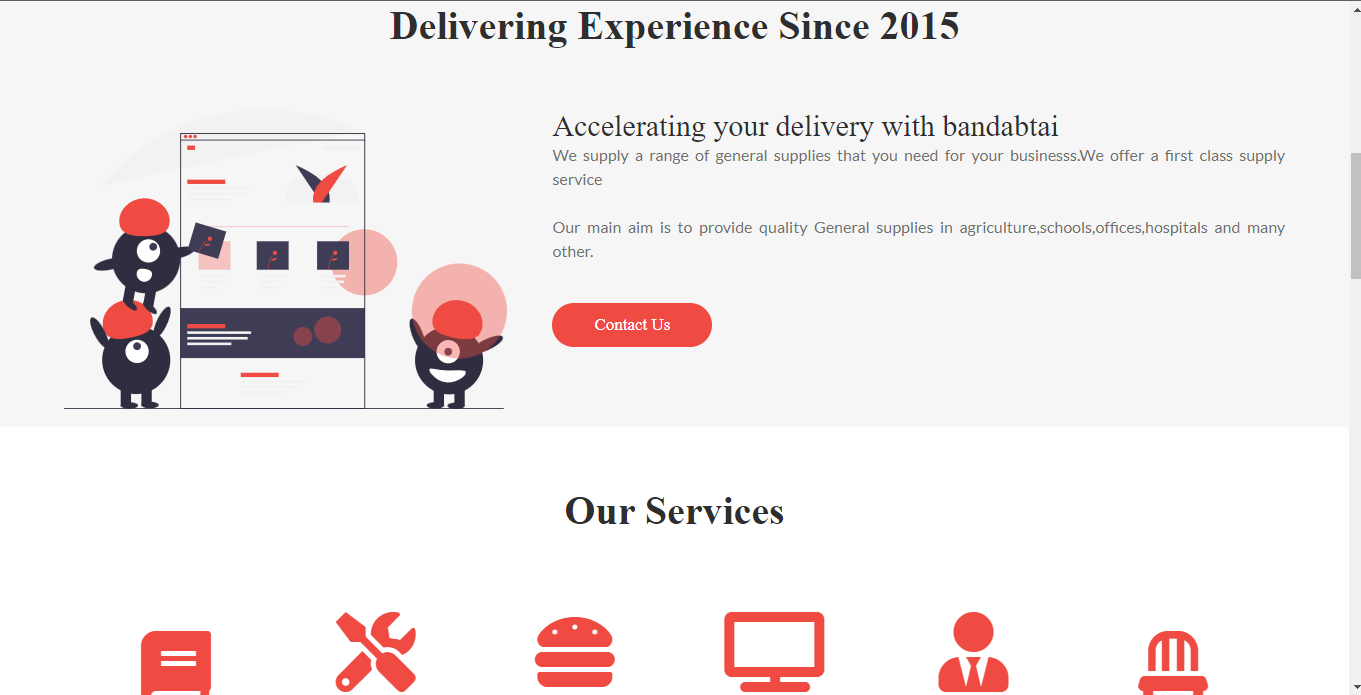 Delivering Experience Since 2015
Accelerating your delivery with bandabtai
We supply a range of general supplies that you need for your businesss.We offer a first class supply
service
Our main aim is to provide quality General supplies in agriculture,schools,offices,hospitals and many
other.
Contact Us
Our Services